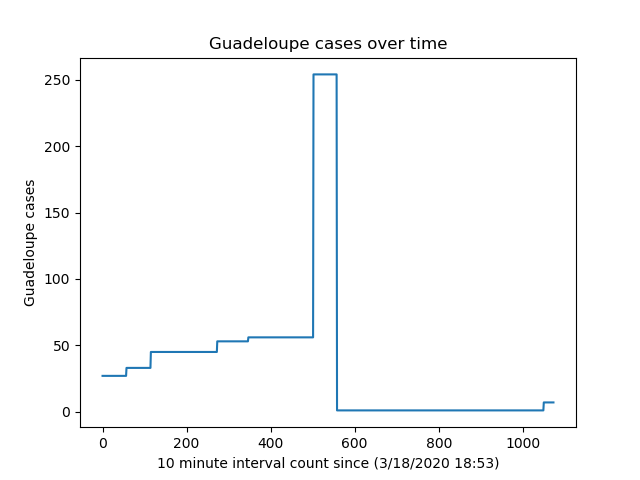 Guadeloupe cases over time
250
200
150
100
50
0
Guadeloupe cases
0 200 400 600 800 1000
10 minute interval count since (3/18/2020 18:53)